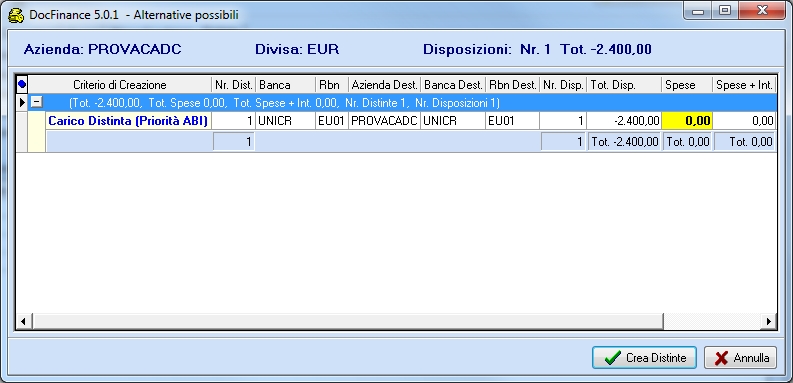 DocFinance 5.0.1 - Alternative possibili
Azienda: PROVACADC Divisa: EUR Disposizioni: Nr. 1 Tot. -2.400,00
Criterio di Creazione Nr. Dist. Banca Rbn Azienda Dest. Banca Dest. Rbn Dest. Nr. Disp. Tot. Disp. Spese Spese + Int.
(Tot. -2.400,00, Tot. Spese 0,00, Tot. Spese + Int. 0,00, Nr. Distinte 1, Nr. Disposizioni 1)
Carico Distinta (Priorità ABI) 1 UNICR EU01 PROVACADC UNICR EU01 1 -2.400,00 0,00 0,00
1 1 Tot. -2.400,00 Tot. 0,00 Tot. 0,00
Crea Distinte Annulla